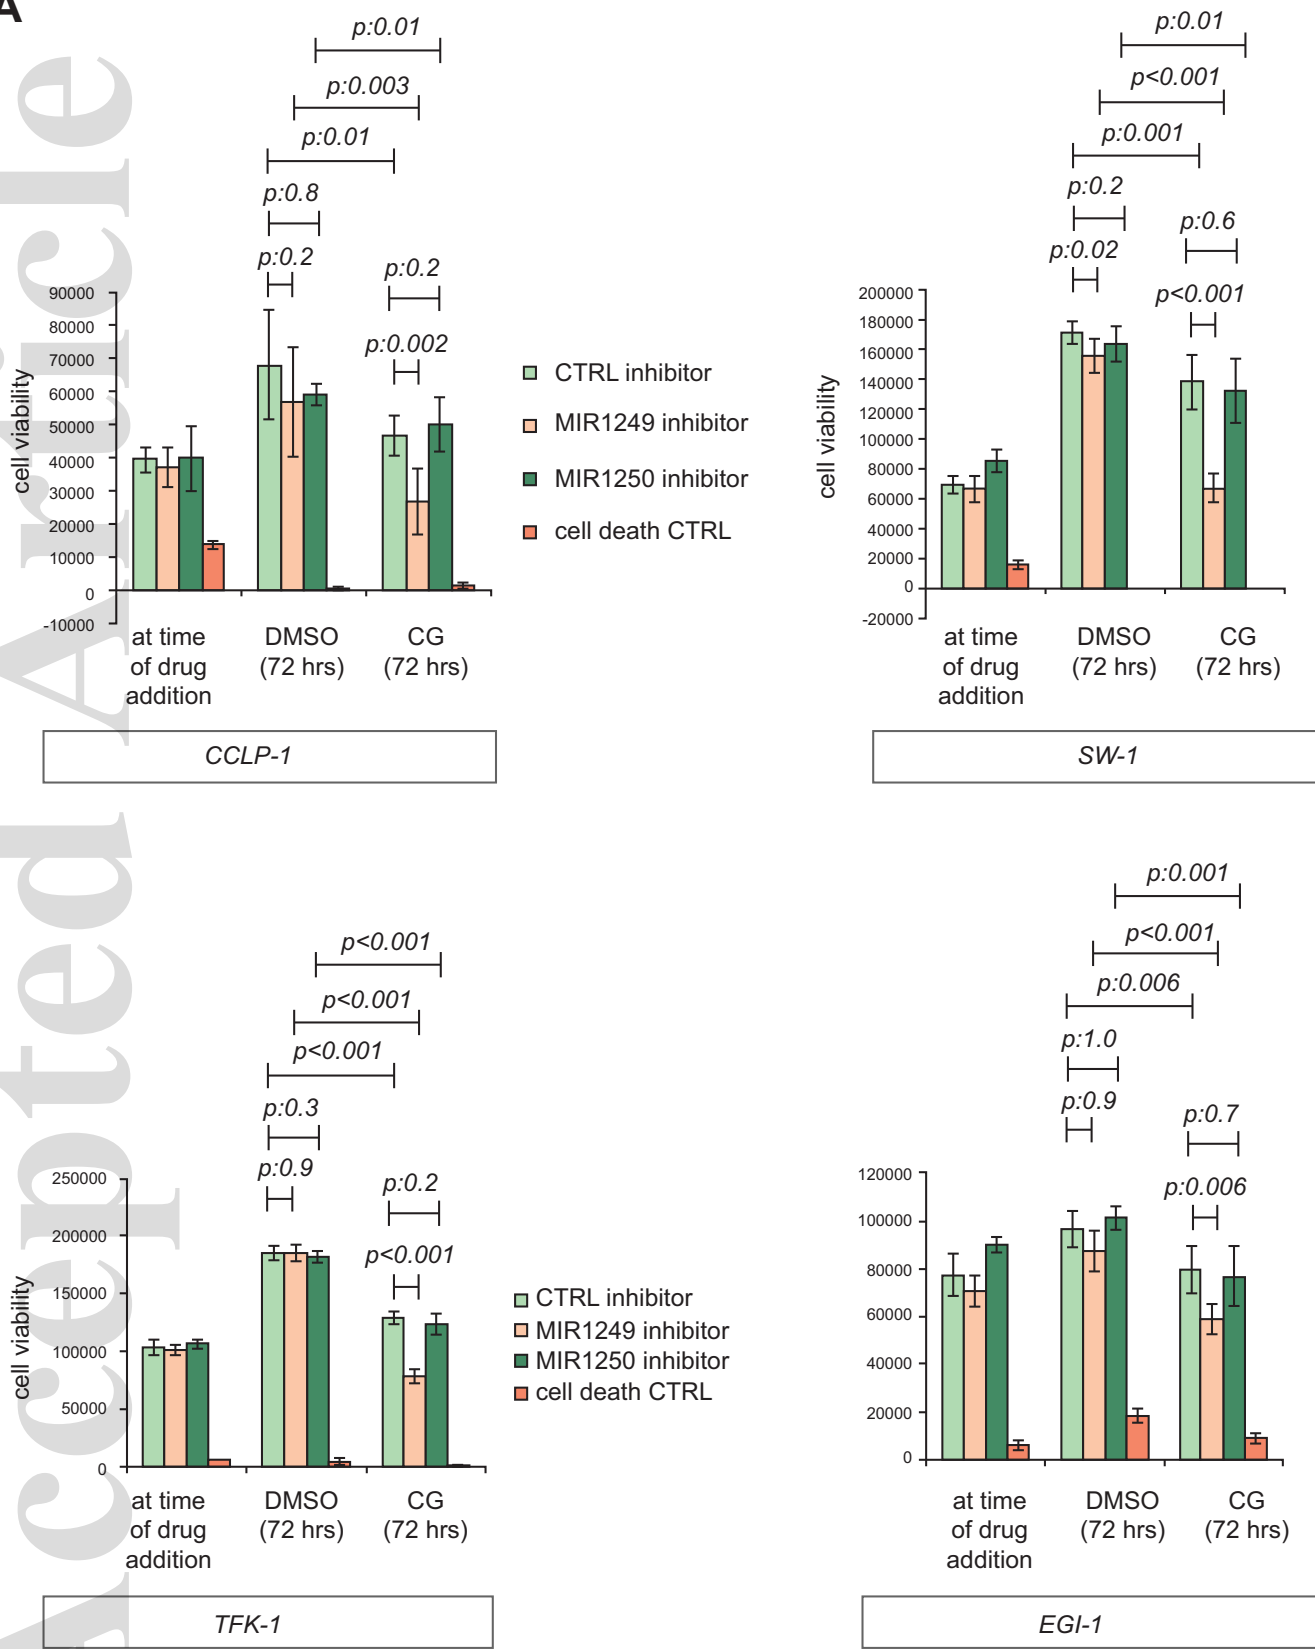 A
Accepted Article
p:0.01
p:0.003
p:0.01
p:0.8
p:0.2
p:0.2
p:0.002
90000
80000
70000
60000
50000
40000
30000
20000
10000
0
-10000
cell viability
CTRL inhibitor
MIR1249 inhibitor
MIR1250 inhibitor
cell death CTRL
at time
of drug
addition
DMSO
(72 hrs)
CG
(72 hrs)
CCLP-1
p:0.01
p<0.001
p:0.001
p:0.2
p:0.02
p:0.6
p<0.001
200000
180000
160000
140000
120000
100000
80000
60000
40000
20000
0
-20000
cell viability
at time
of drug
addition
DMSO
(72 hrs)
CG
(72 hrs)
SW-1
p<0.001
p<0.001
p<0.001
p:0.3
p:0.9
p:0.2
p<0.001
250000
200000
150000
100000
50000
0
cell viability
CTRL inhibitor
MIR1249 inhibitor
MIR1250 inhibitor
cell death CTRL
at time
of drug
addition
DMSO
(72 hrs)
CG
(72 hrs)
TFK-1
p:0.001
p<0.001
p:0.006
p:1.0
p:0.9
p:0.7
p:0.006
120000
100000
80000
60000
40000
20000
0
at time
of drug
addition
DMSO
(72 hrs)
CG
(72 hrs)
EGI-1